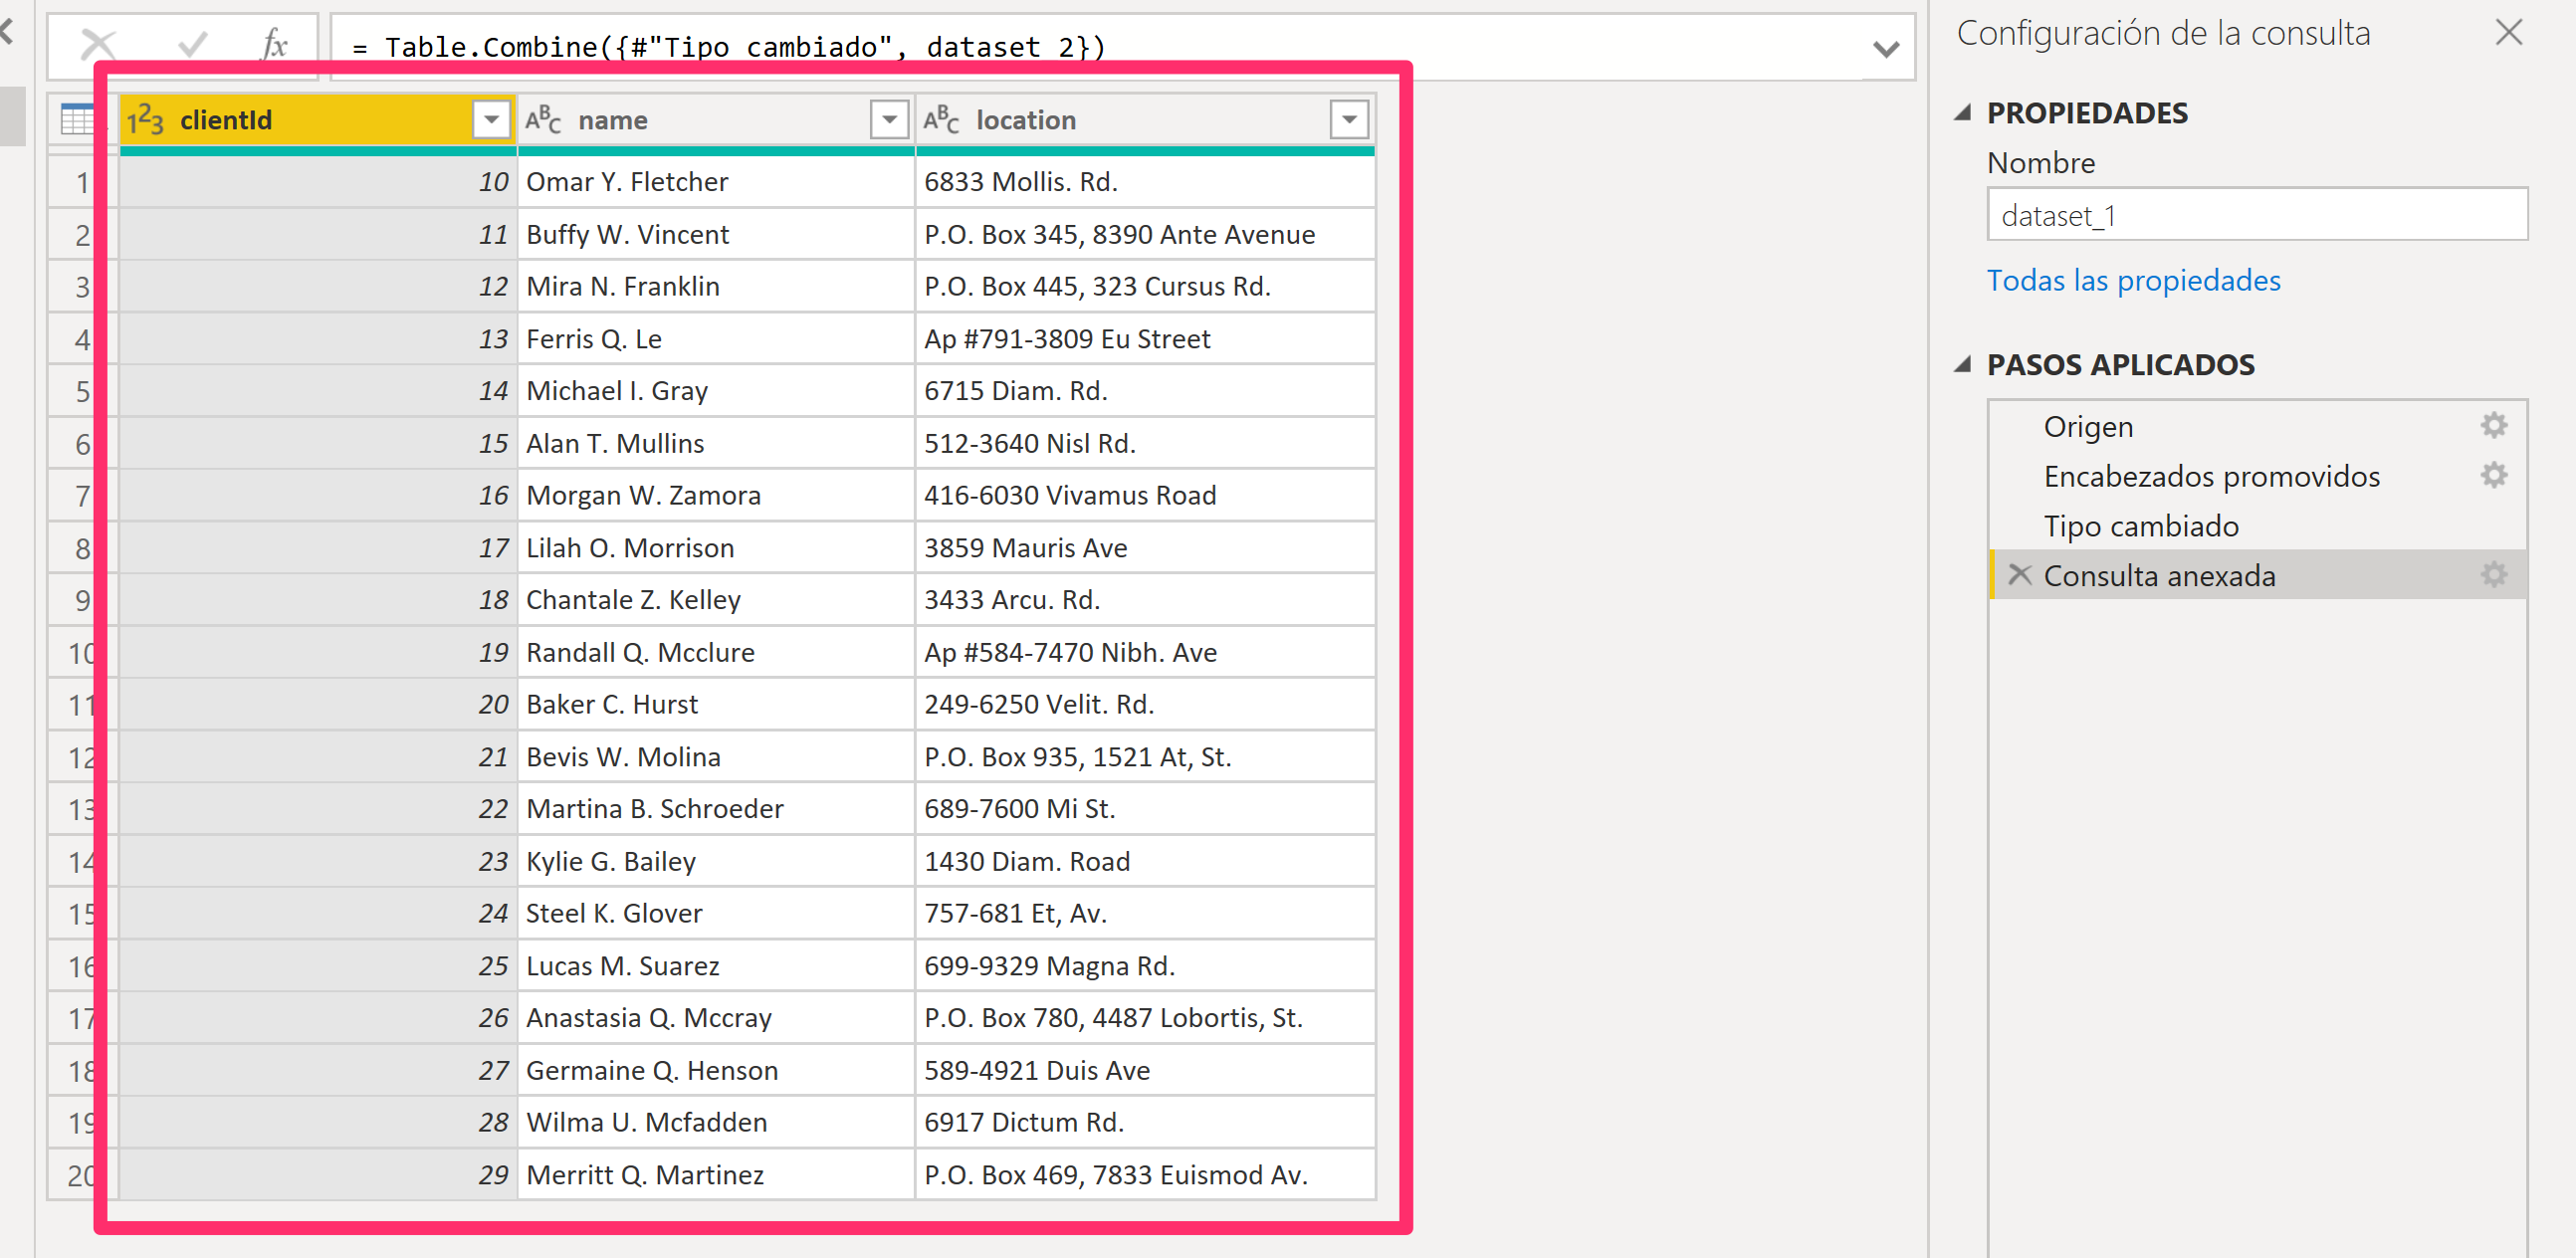 fx = Table.Combine({#"Tipo cambiado", dataset_2})
123 clientId ABC name ABC location
1 10 Omar Y. Fletcher 6833 Mollis. Rd.
2 11 Buffy W. Vincent P.O. Box 345, 8390 Ante Avenue
3 12 Mira N. Franklin P.O. Box 445, 323 Cursus Rd.
4 13 Ferris Q. Le Ap #791-3809 Eu Street
5 14 Michael I. Gray 6715 Diam. Rd.
6 15 Alan T. Mullins 512-3640 Nisl Rd.
7 16 Morgan W. Zamora 416-6030 Vivamus Road
8 17 Lilah O. Morrison 3859 Mauris Ave
9 18 Chantale Z. Kelley 3433 Arcu. Rd.
10 19 Randall Q. Mcclure Ap #584-7470 Nibh. Ave
11 20 Baker C. Hurst 249-6250 Velit. Rd.
12 21 Bevis W. Molina P.O. Box 935, 1521 At, St.
13 22 Martina B. Schroeder 689-7600 Mi St.
14 23 Kylie G. Bailey 1430 Diam. Road
15 24 Steel K. Glover 757-681 Et, Av.
16 25 Lucas M. Suarez 699-9329 Magna Rd.
17 26 Anastasia Q. Mccray P.O. Box 780, 4487 Lobortis, St.
18 27 Germaine Q. Henson 589-4921 Duis Ave
19 28 Wilma U. Mcfadden 6917 Dictum Rd.
20 29 Merritt Q. Martinez P.O. Box 469, 7833 Euismod Av.
Configuración de la consulta
PROPIEDADES
Nombre
dataset_1
Todas las propiedades
PASOS APLICADOS
Origen
Encabezados promovidos
Tipo cambiado
Consulta anexada